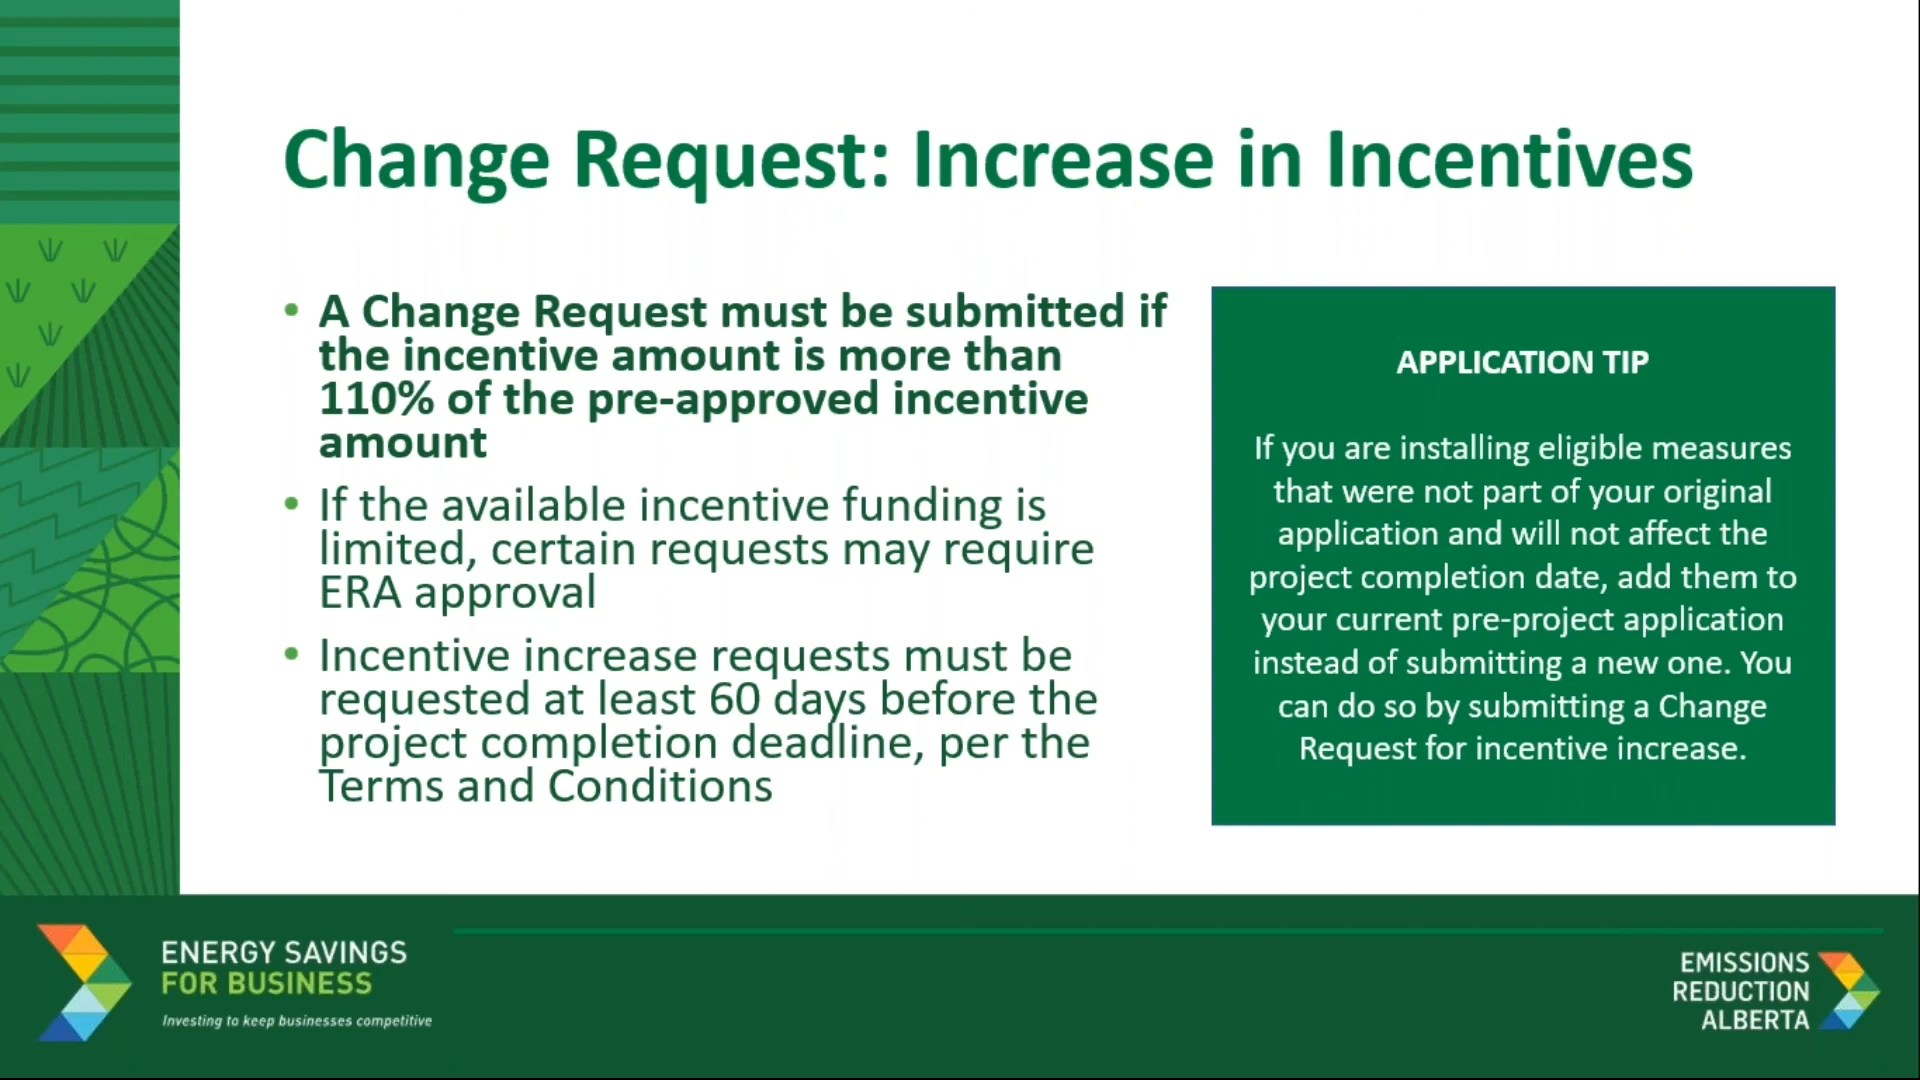 Change Request: Increase in Incentives
• A Change Request must be submitted if
the incentive amount is more than
110% of the pre-approved incentive
amount
• If the available incentive funding is
limited, certain requests may require
ERA approval
• Incentive increase requests must be
requested at least 60 days before the
project completion deadline, per the
Terms and Conditions
APPLICATION TIP
If you are installing eligible measures
that were not part of your original
application and will not affect the
project completion date, add them to
your current pre-project application
instead of submitting a new one. You
can do so by submitting a Change
Request for incentive increase.
ENERGY SAVINGS
FOR BUSINESS
Investing to keep businesses competitive
EMISSIONS
REDUCTION
ALBERTA